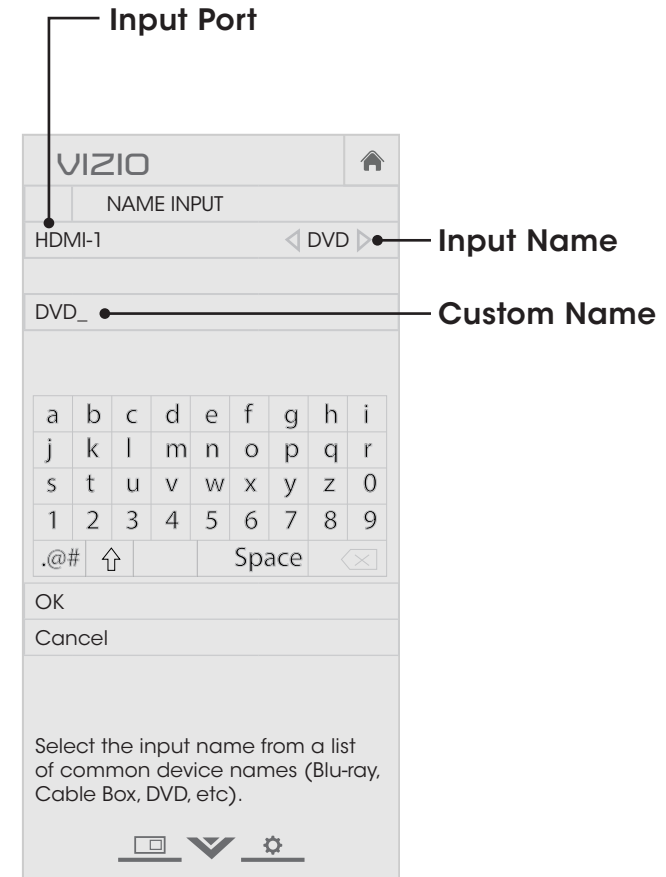 Input Port
VIZIO
NAME INPUT
HDMI-1 DVD
Input Name
DVD_
Custom Name
a b c d e f g h i
j k l m n o p q r
s t u v w x y z 0
1 2 3 4 5 6 7 8 9
.@# Space
OK
Cancel
Select the input name from a list
of common device names (Blu-ray,
Cable Box, DVD, etc).